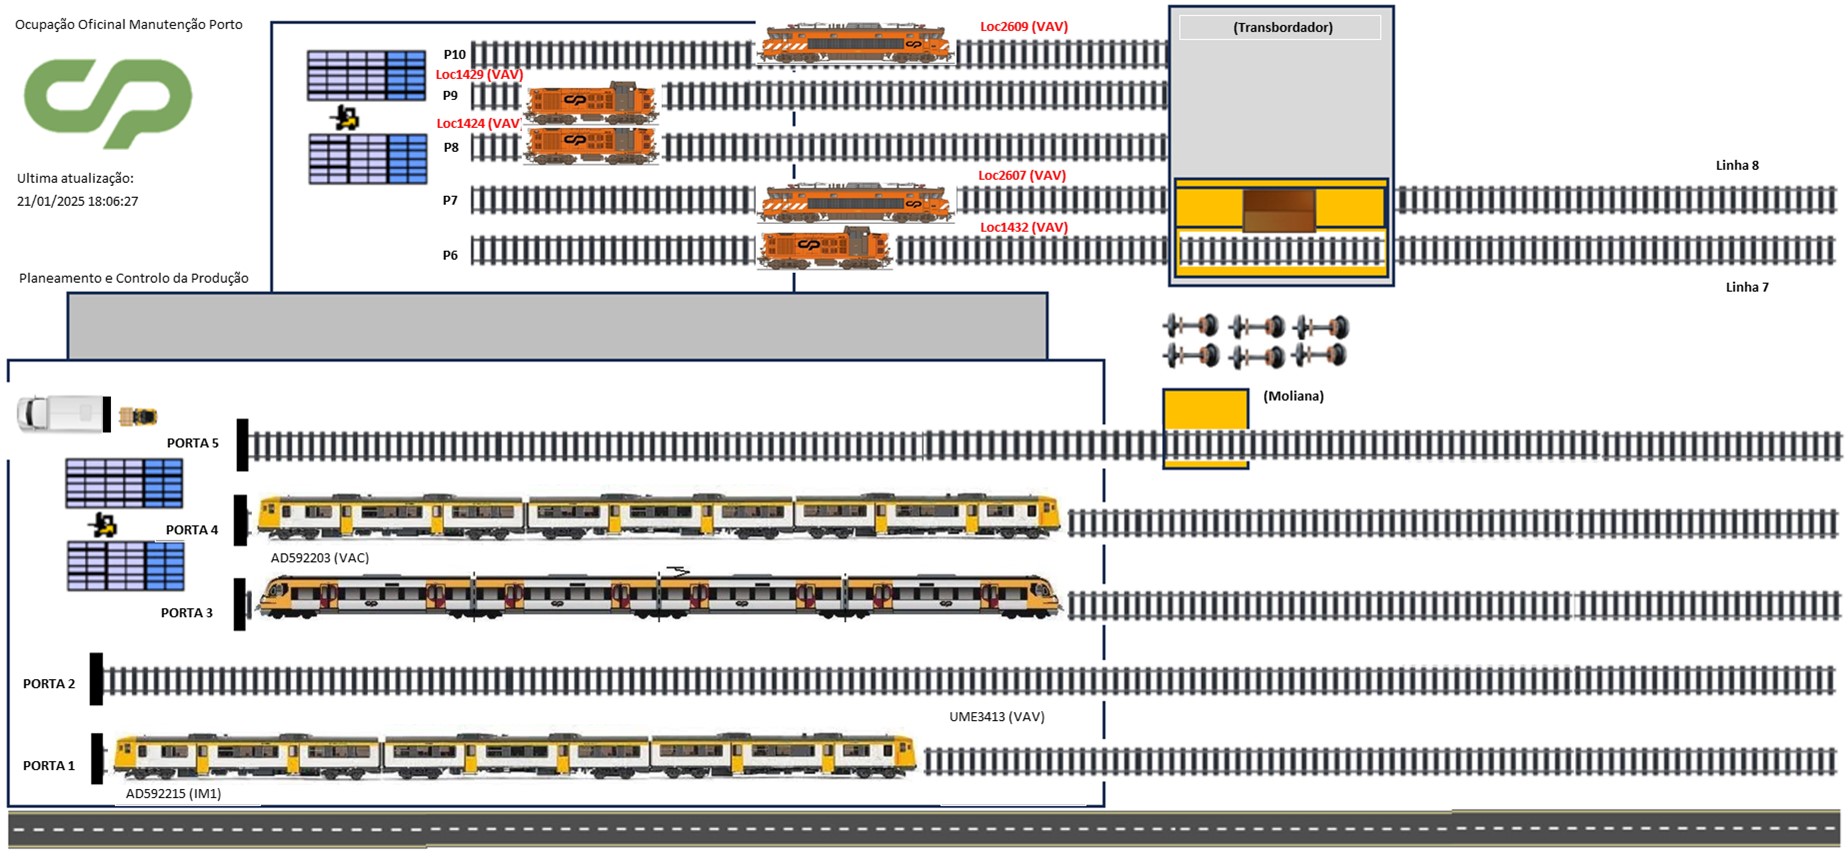 Ocupação Oficinal Manutenção Porto
Ultima atualização:
21/01/2025 18:06:27
Planeamento e Controlo da Produção
P10
Loc2609 (VAV)
(Transbordador)
Loc1429 (VAV)
P9
Loc1424 (VAV)
P8
P7
Loc2607 (VAV)
Linha 8
P6
Loc1432 (VAV)
Linha 7
(Moliana)
PORTA 5
PORTA 4
AD592203 (VAC)
PORTA 3
PORTA 2
UME3413 (VAV)
PORTA 1
AD592215 (IM1)